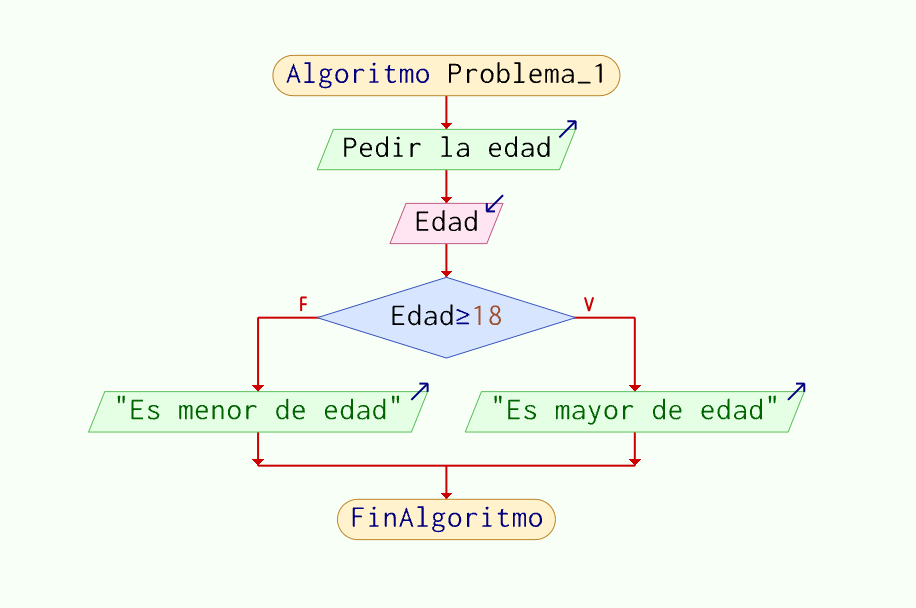 Algoritmo Problema_1
Pedir la edad
Edad
F
Edad≥18
V
"Es menor de edad"
"Es mayor de edad"
FinAlgoritmo